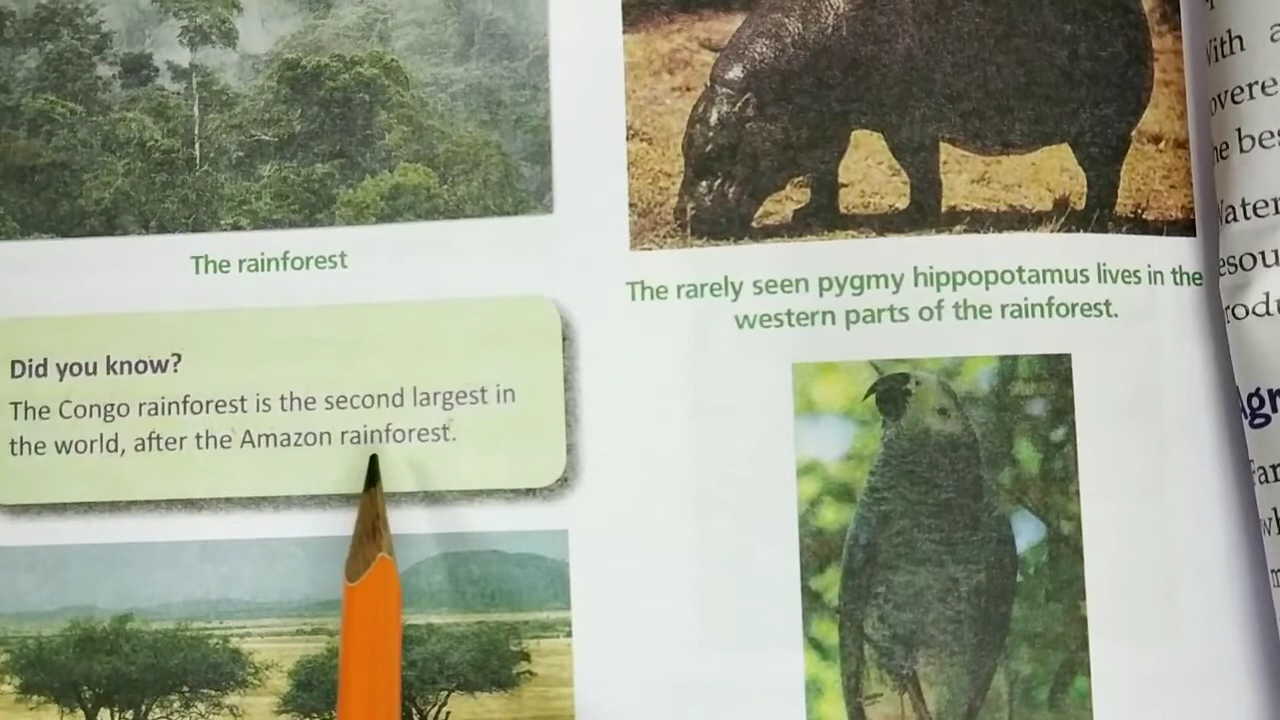 The rainforest
The rarely seen pygmy hippopotamus lives in the
western parts of the rainforest.
Did you know?
The Congo rainforest is the second largest in
the world, after the Amazon rainforest.